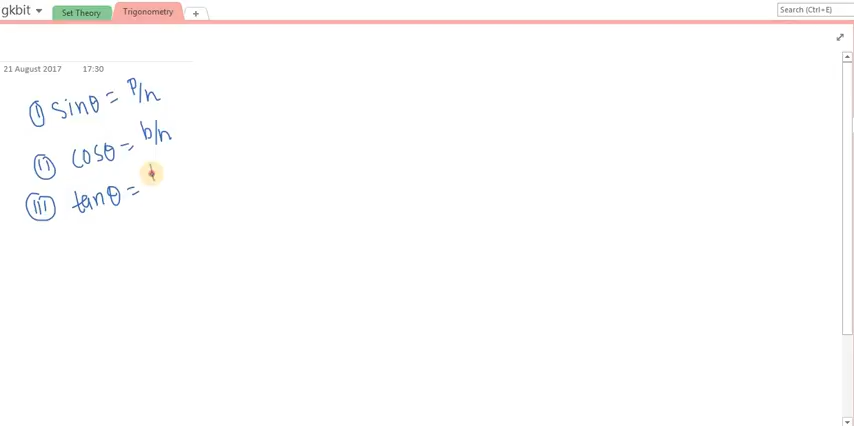 gkbit Set Theory Trigonometry + Search (Ctrl+E)
21 August 2017 17:30
(i) sinθ = p/h
(ii) cosθ = b/h
(iii) tanθ =